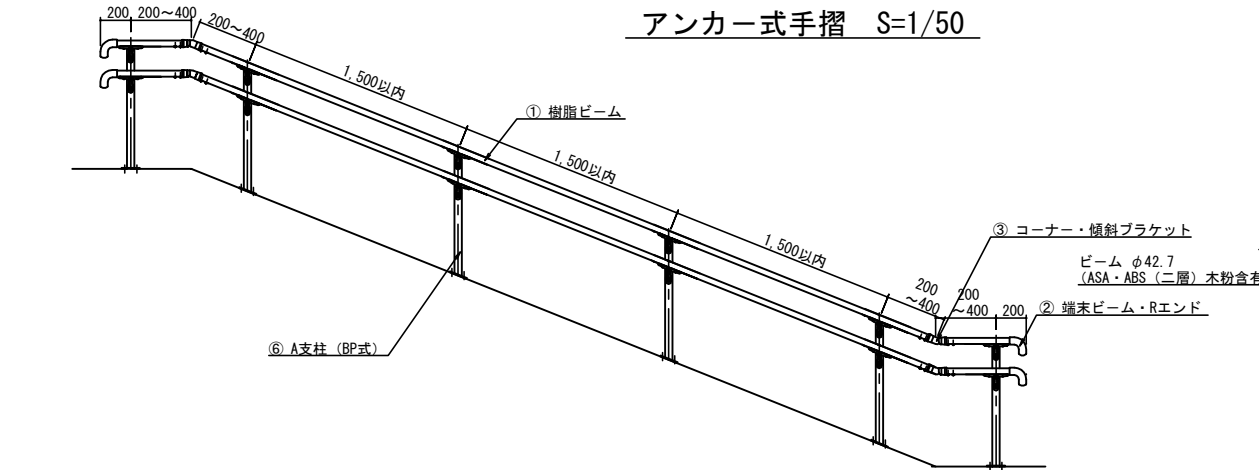 アンカー式手摺 S=1/50
200 200~400
200~400
1,500以内
① 樹脂ビーム
1,500以内
1,500以内
③ コーナー・傾斜ブラケット
ビーム φ42.7
(ASA・ABS（二層）木粉含有
200
~400
200
~400
200
② 端末ビーム・Rエンド
⑥ A支柱（BP式）